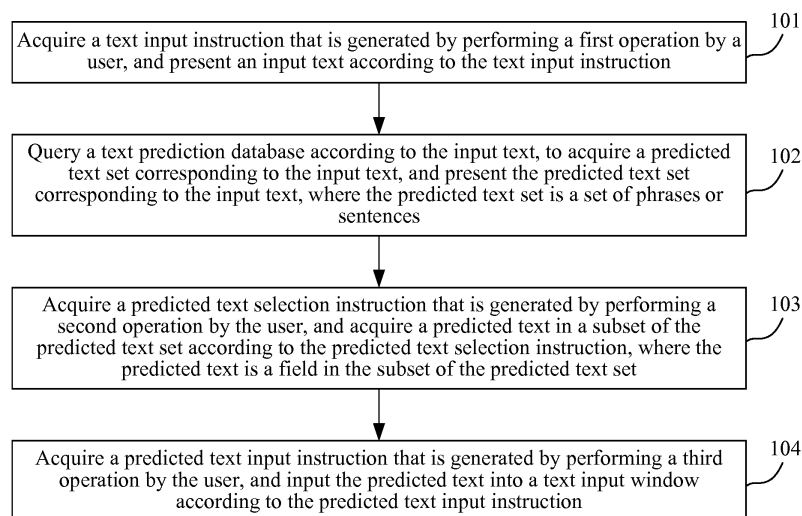 101
Acquire a text input instruction that is generated by performing a first operation by a
user, and present an input text according to the text input instruction
102
Query a text prediction database according to the input text, to acquire a predicted
text set corresponding to the input text, and present the predicted text set
corresponding to the input text, where the predicted text set is a set of phrases or
sentences
103
Acquire a predicted text selection instruction that is generated by performing a
second operation by the user, and acquire a predicted text in a subset of the
predicted text set according to the predicted text selection instruction, where the
predicted text is a field in the subset of the predicted text set
104
Acquire a predicted text input instruction that is generated by performing a third
operation by the user, and input the predicted text into a text input window
according to the predicted text input instruction